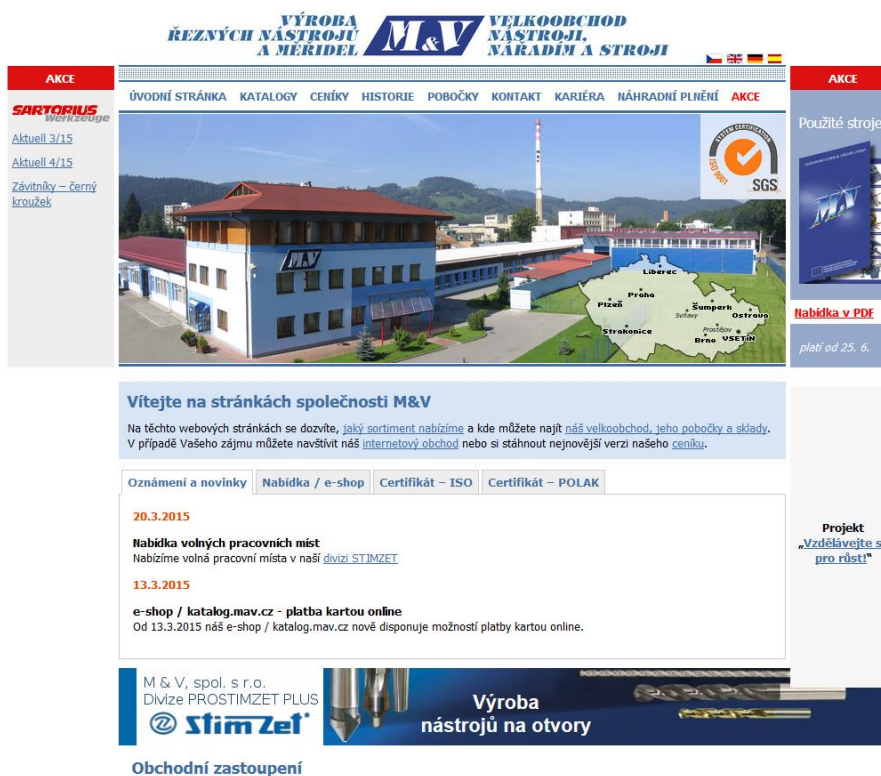 VÝROBA
ŘEZNÝCH NÁSTROJŮ
A MĚŘIDEL
M&V
VELKOOBCHOD
NÁSTROJI,
NÁŘADÍM A STROJI
AKCE
SARTORIUS
Werkzeuge
Aktuell 3/15
Aktuell 4/15
Závitníky – černý
kroužek
ÚVODNÍ STRÁNKA KATALOGY CENÍKY HISTORIE POBOČKY KONTAKT KARIÉRA NÁHRADNÍ PLNĚNÍ AKCE
SYSTEM CERTIFICATION
ISO 9001
SGS
M&V
Liberec
Praha
Plzeň
Šumperk
Svitavy
Ostrava
Strakonice
Prostějov
Brno
VSETÍN
AKCE
Použité stroje
M&V
Nabídka v PDF
platí od 25. 6.
Vítejte na stránkách společnosti M&V
Na těchto webových stránkách se dozvíte, jaký sortiment nabízíme a kde můžete najít náš velkoobchod, jeho pobočky a sklady.
V případě Vašeho zájmu můžete navštívit náš internetový obchod nebo si stáhnout nejnovější verzi našeho ceníku.
Oznámení a novinky Nabídka / e-shop Certifikát – ISO Certifikát – POLAK
20.3.2015
Nabídka volných pracovních míst
Nabízíme volná pracovní místa v naší divizi STIMZET
13.3.2015
e-shop / katalog.mav.cz - platba kartou online
Od 13.3.2015 náš e-shop / katalog.mav.cz nově disponuje možností platby kartou online.
Projekt
„Vzdělávejte s
pro růst!"
M & V, spol. s r.o.
Divize PROSTIMZET PLUS
StimZet
Výroba
nástrojů na otvory
Obchodní zastoupení